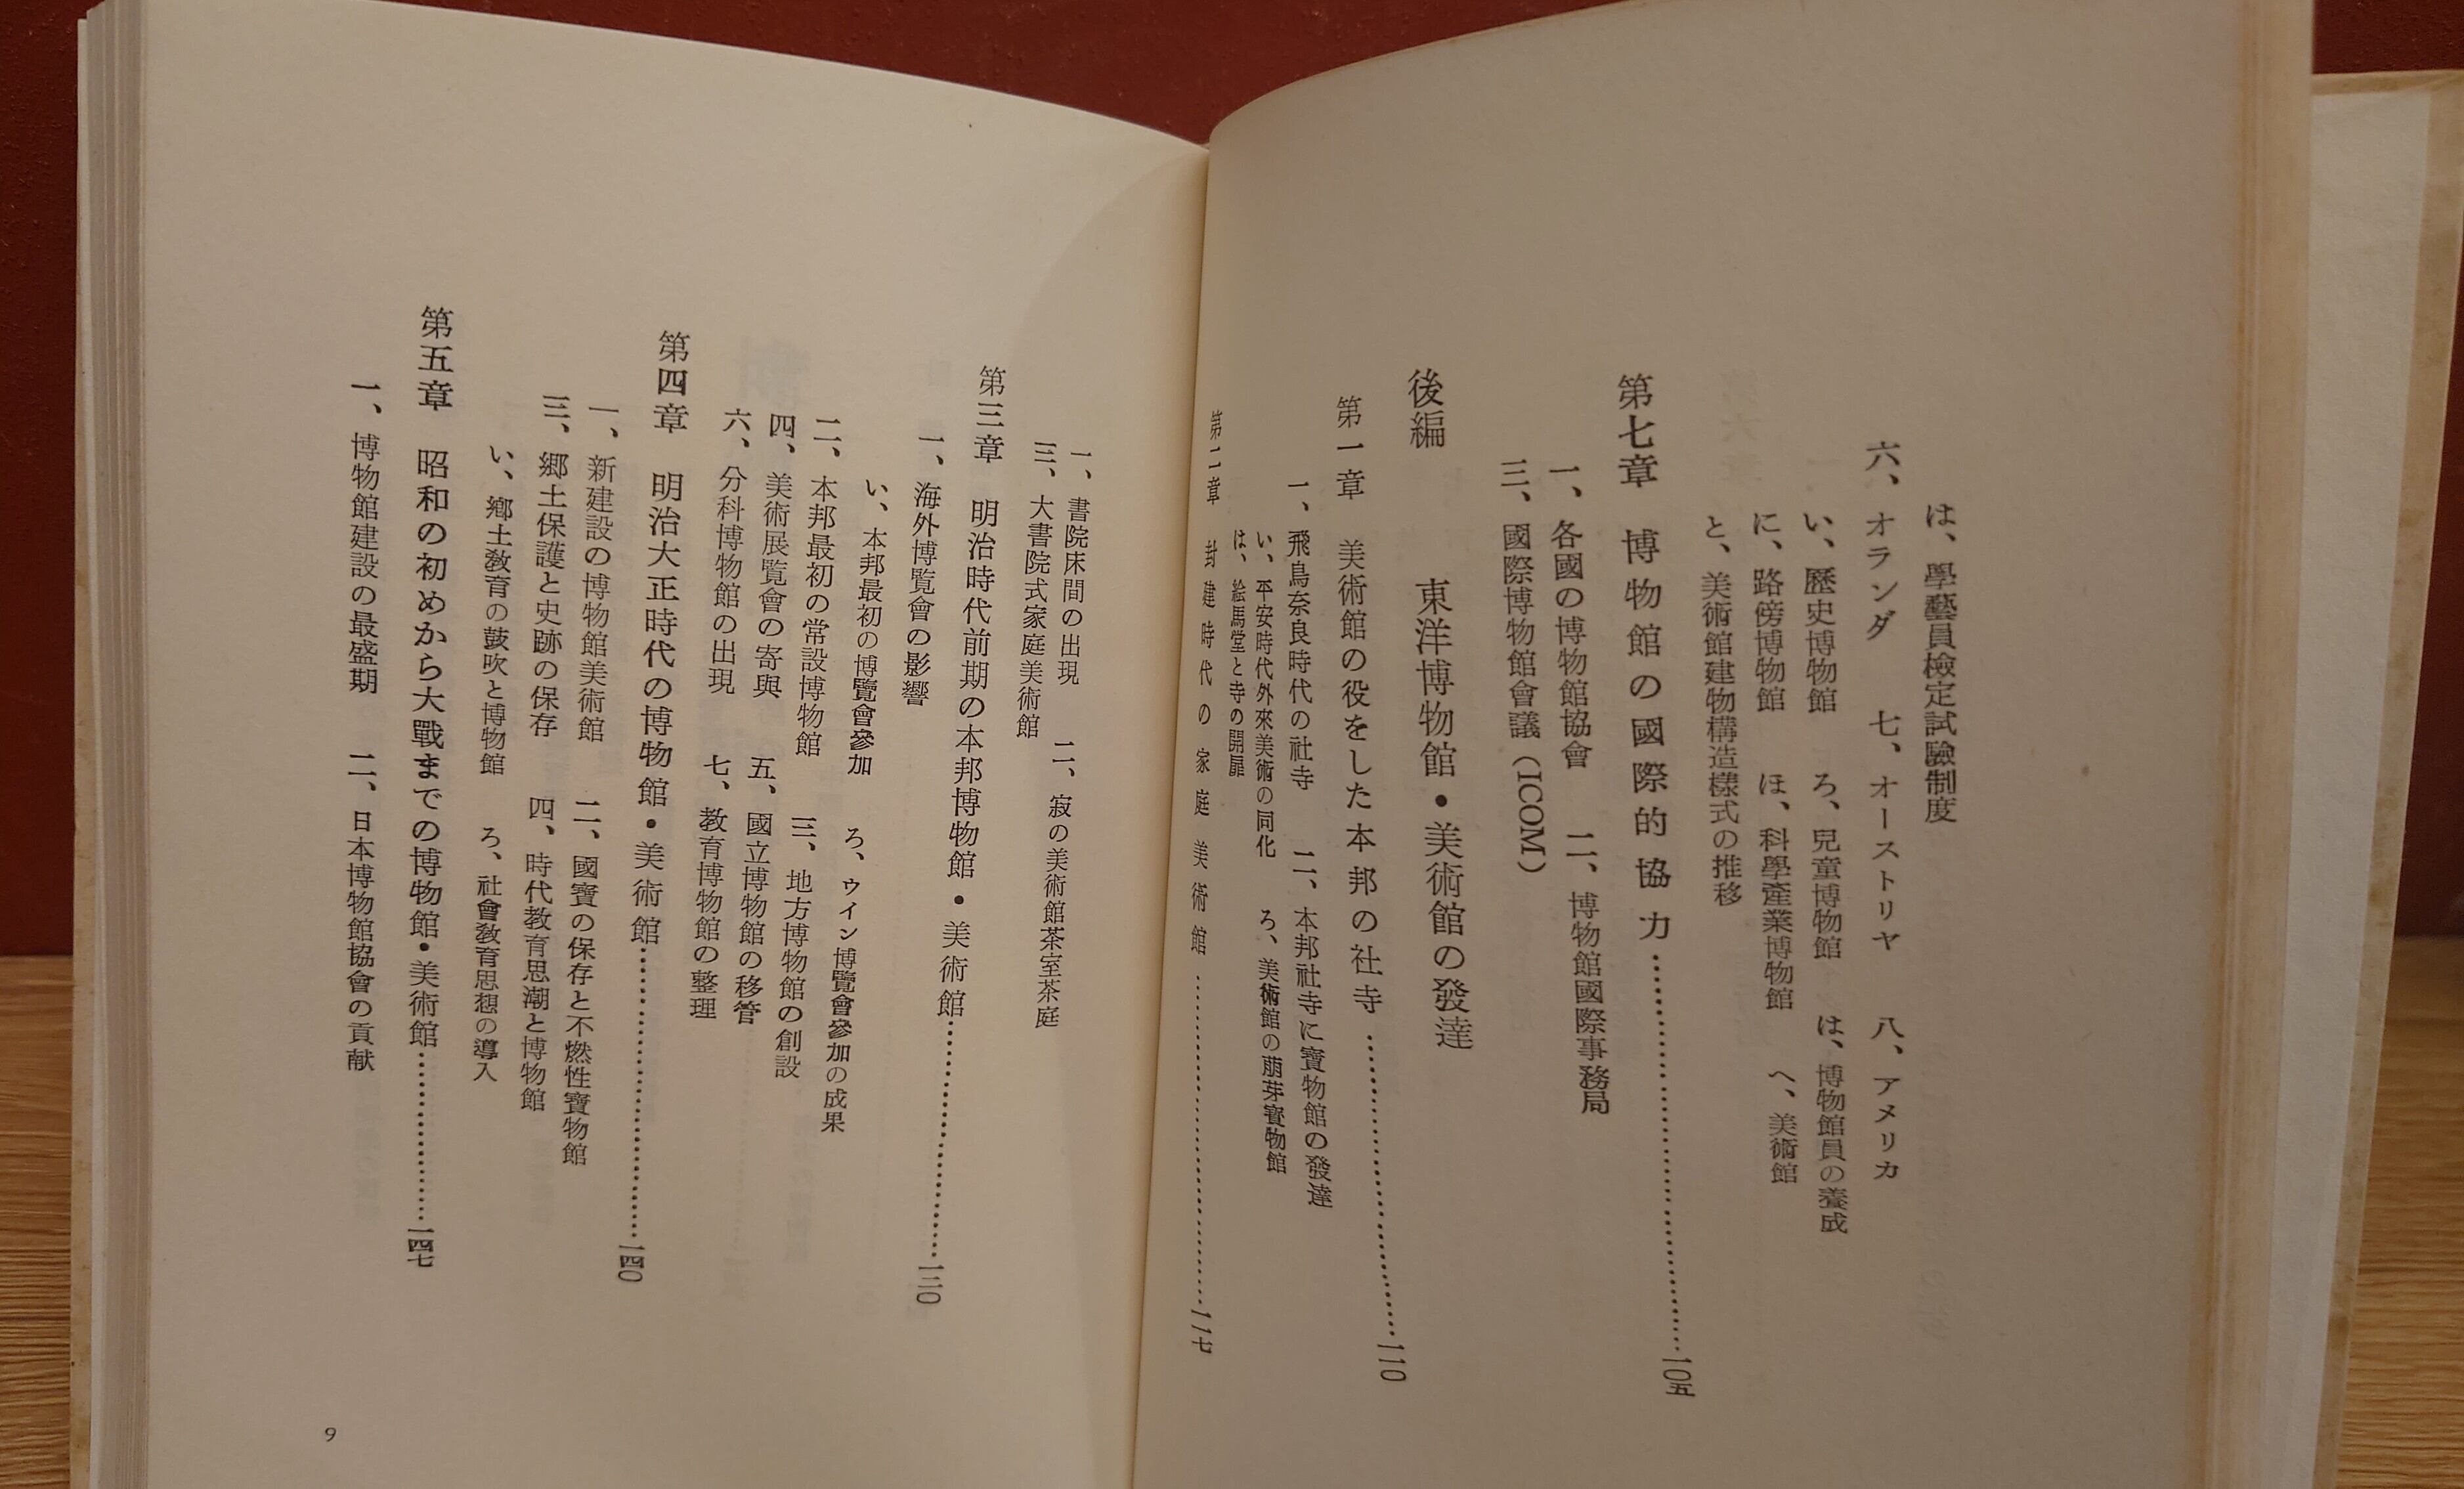 は、學藝員檢定試驗制度
六、オランダ　七、オーストリヤ　八、アメリカ
い、歷史博物館　ろ、兒童博物館　は、博物館員の養成
に、路傍博物館　ほ、科學產業博物館　へ、美術館
と、美術館建物構造樣式の推移
第七章　博物館の國際的協力……一〇五
一、各國の博物館協會　二、博物館國際事務局
三、國際博物館會議（ICOM）
後編　東洋博物館・美術館の發達
第一章　美術館の役をした本邦の社寺……一一〇
一、飛鳥奈良時代の社寺　二、本邦社寺に寶物館の發達
い、平安時代外來美術の同化　ろ、美術館の萠芽寶物館
は、絵馬堂と寺の開扉
第二章　封建時代の家庭美術館……一一七
一、書院床間の出現　二、寂の美術館茶室茶庭
三、大書院式家庭美術館
第三章　明治時代前期の本邦博物館・美術館……一三〇
一、海外博覽會の影響
い、本邦最初の博覽會參加　ろ、ウイン博覽會參加の成果
二、本邦最初の常設博物館　三、地方博物館の創設
四、美術展覽會の寄與　五、國立博物館の移管
六、分科博物館の出現　七、敎育博物館の整理
第四章　明治大正時代の博物館・美術館……一四〇
一、新建設の博物館美術館　二、國寶の保存と不燃性寶物館
三、鄕土保護と史跡の保存　四、時代敎育思潮と博物館
い、鄕土敎育の鼓吹と博物館　ろ、社會敎育思想の導入
第五章　昭和の初めから大戰までの博物館・美術館……一四七
一、博物館建設の最盛期　二、日本博物館協會の貢献
9